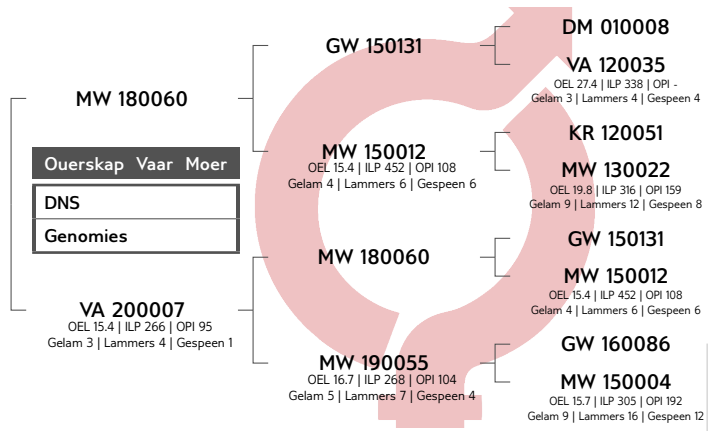 DM 010008
GW 150131
VA 120035
OEL 27.4 | ILP 338 | OPI -
Gelam 3 | Lammers 4 | Gespeen 4
MW 180060
KR 120051
MW 150012
OEL 15.4 | ILP 452 | OPI 108
Gelam 4 | Lammers 6 | Gespeen 6
MW 130022
OEL 19.8 | ILP 316 | OPI 159
Gelam 9 | Lammers 12 | Gespeen 8
Ouerskap Vaar Moer
DNS
Genomies
GW 150131
MW 180060
MW 150012
OEL 15.4 | ILP 452 | OPI 108
Gelam 4 | Lammers 6 | Gespeen 6
VA 200007
OEL 15.4 | ILP 266 | OPI 95
Gelam 3 | Lammers 4 | Gespeen 1
GW 160086
MW 190055
OEL 16.7 | ILP 268 | OPI 104
Gelam 5 | Lammers 7 | Gespeen 4
MW 150004
OEL 15.7 | ILP 305 | OPI 192
Gelam 9 | Lammers 16 | Gespeen 12